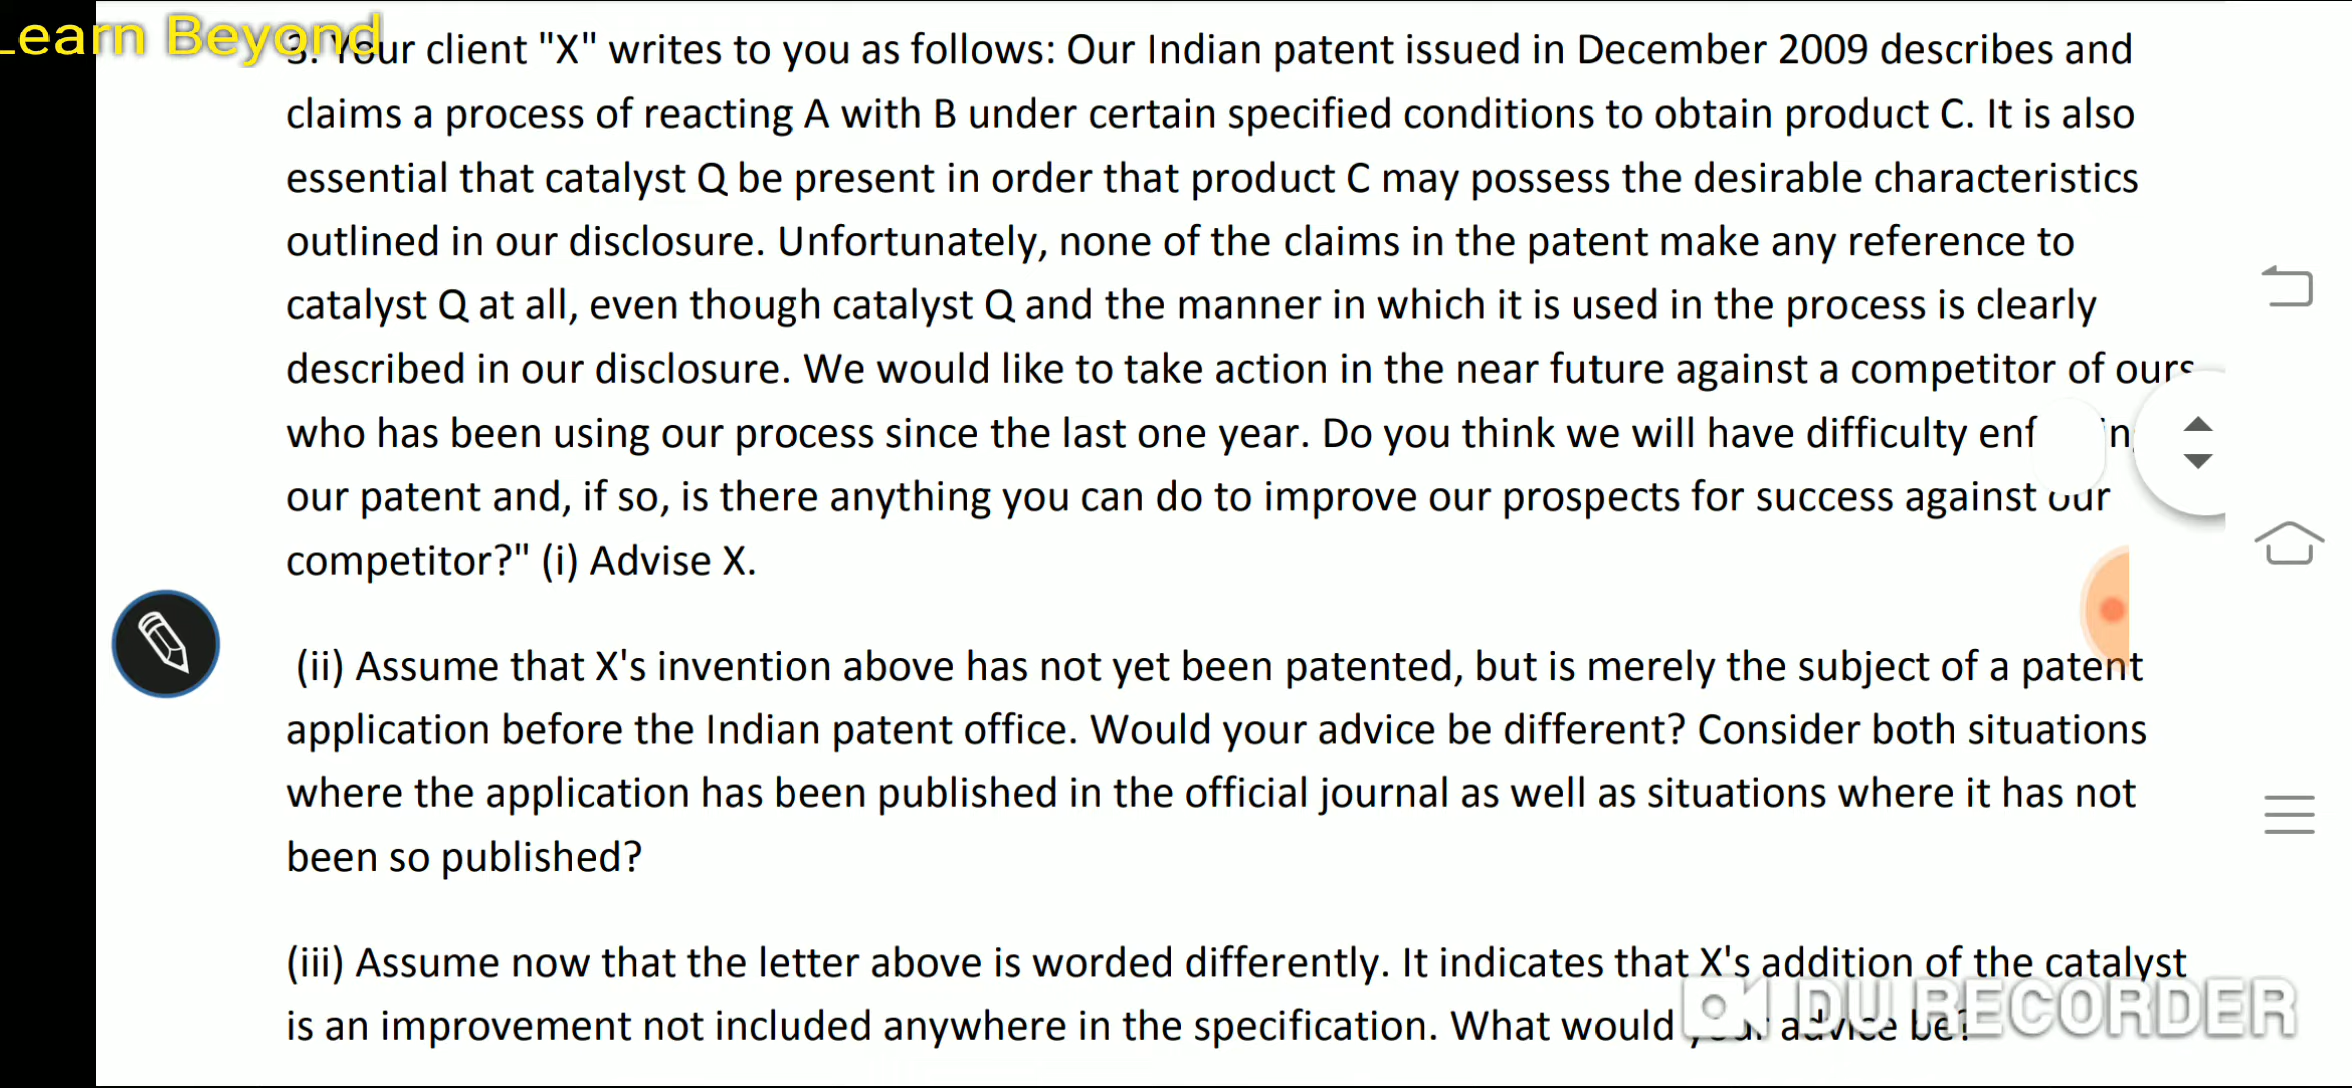 Learn Beyond
3. Your client "X" writes to you as follows: Our Indian patent issued in December 2009 describes and
claims a process of reacting A with B under certain specified conditions to obtain product C. It is also
essential that catalyst Q be present in order that product C may possess the desirable characteristics
outlined in our disclosure. Unfortunately, none of the claims in the patent make any reference to
catalyst Q at all, even though catalyst Q and the manner in which it is used in the process is clearly
described in our disclosure. We would like to take action in the near future against a competitor of ours
who has been using our process since the last one year. Do you think we will have difficulty
our patent and, if so, is there anything you can do to improve our prospects for success against our
competitor?" (i) Advise X.
(ii) Assume that X's invention above has not yet been patented, but is merely the subject of a patent
application before the Indian patent office. Would your advice be different? Consider both situations
where the application has been published in the official journal as well as situations where it has not
been so published?
(iii) Assume now that the letter above is worded differently. It indicates that X's addition of the catalyst
is an improvement not included anywhere in the specification. What would your advice be?
DU RECORDER